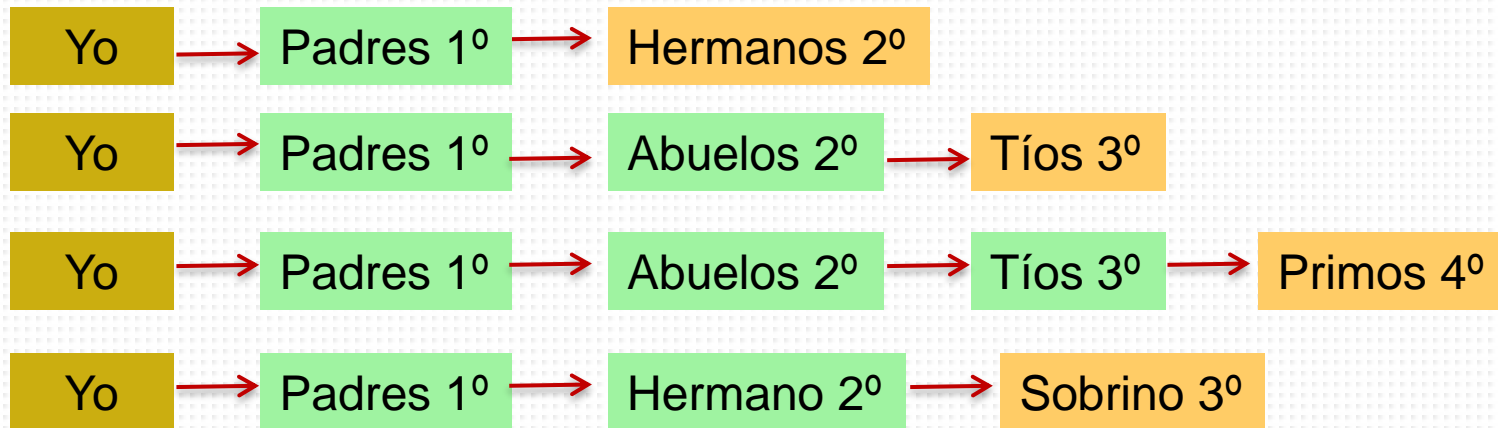 Yo Padres 1º Hermanos 2º
Yo Padres 1º Abuelos 2º Tíos 3º
Yo Padres 1º Abuelos 2º Tíos 3º Primos 4º
Yo Padres 1º Hermano 2º Sobrino 3º